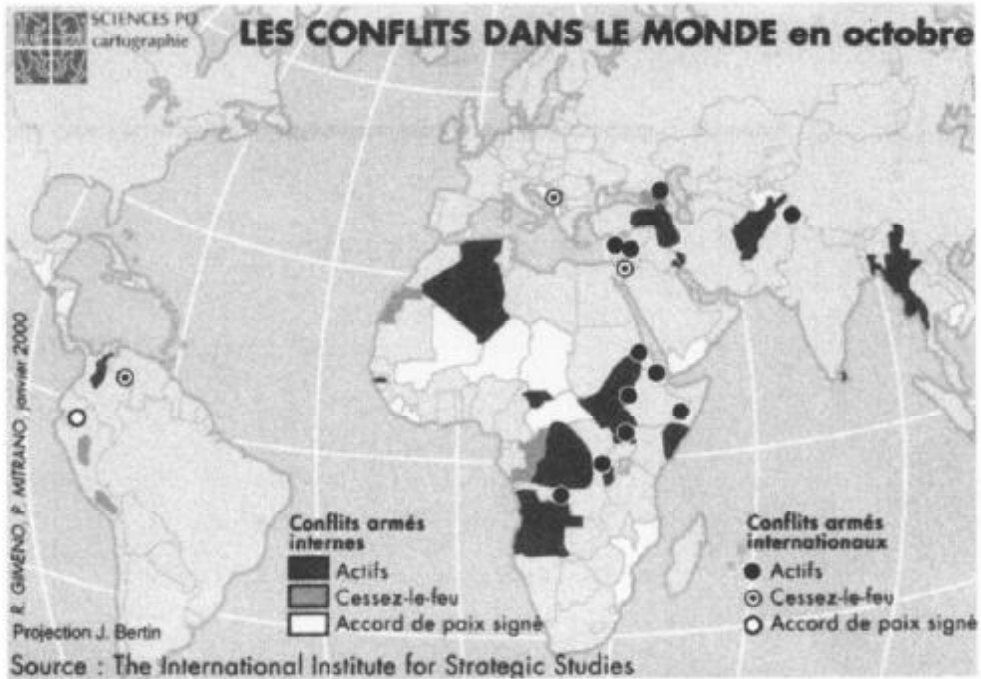 SCIENCES PO
cartographie
LES CONFLITS DANS LE MONDE en octobre
R. GIMENO, P. MITRANO, janvier 2000
Conflits armés
internes
Actifs
Cessez-le-feu
Accord de paix signé
Conflits armés
internationaux
Actifs
Cessez-le-feu
Accord de paix signé
Projection J. Bertin
Source : The International Institute for Strategic Studies